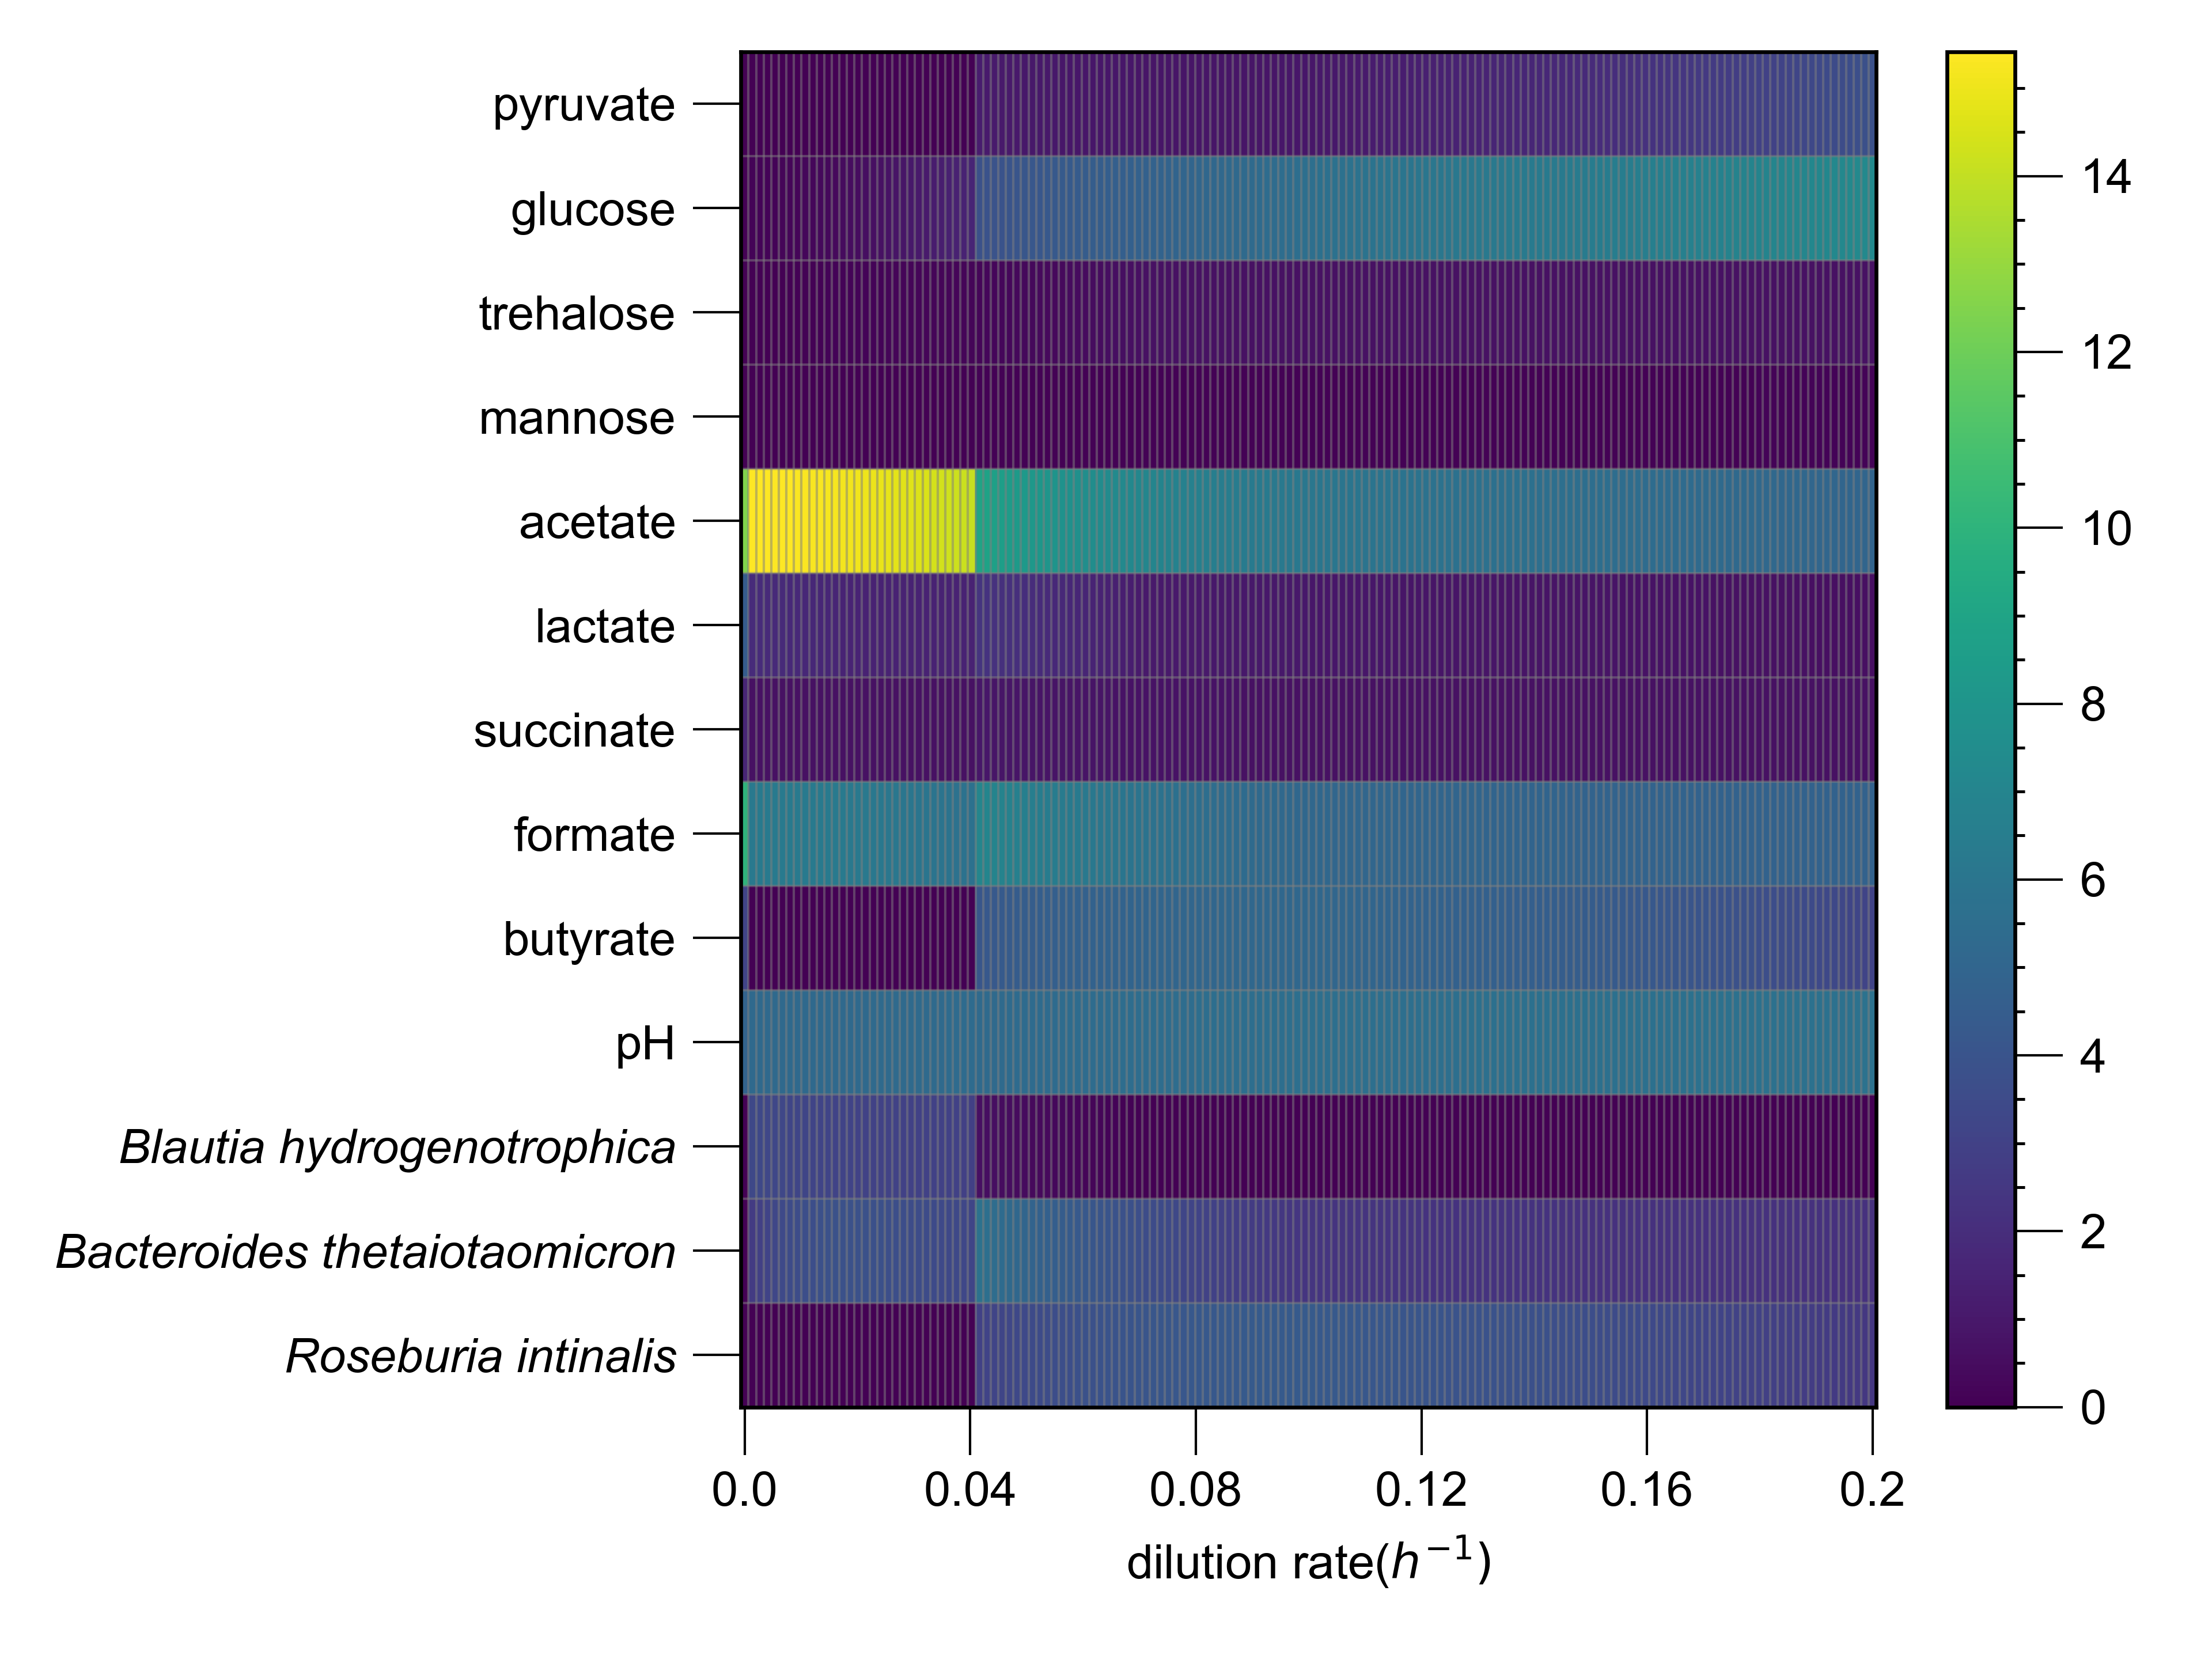 pyruvate
glucose
trehalose
mannose
acetate
lactate
succinate
formate
butyrate
pH
Blautia hydrogenotrophica
Bacteroides thetaiotaomicron
Roseburia intinalis
0.0 0.04 0.08 0.12 0.16 0.2
dilution rate(h⁻¹)
14
12
10
8
6
4
2
0